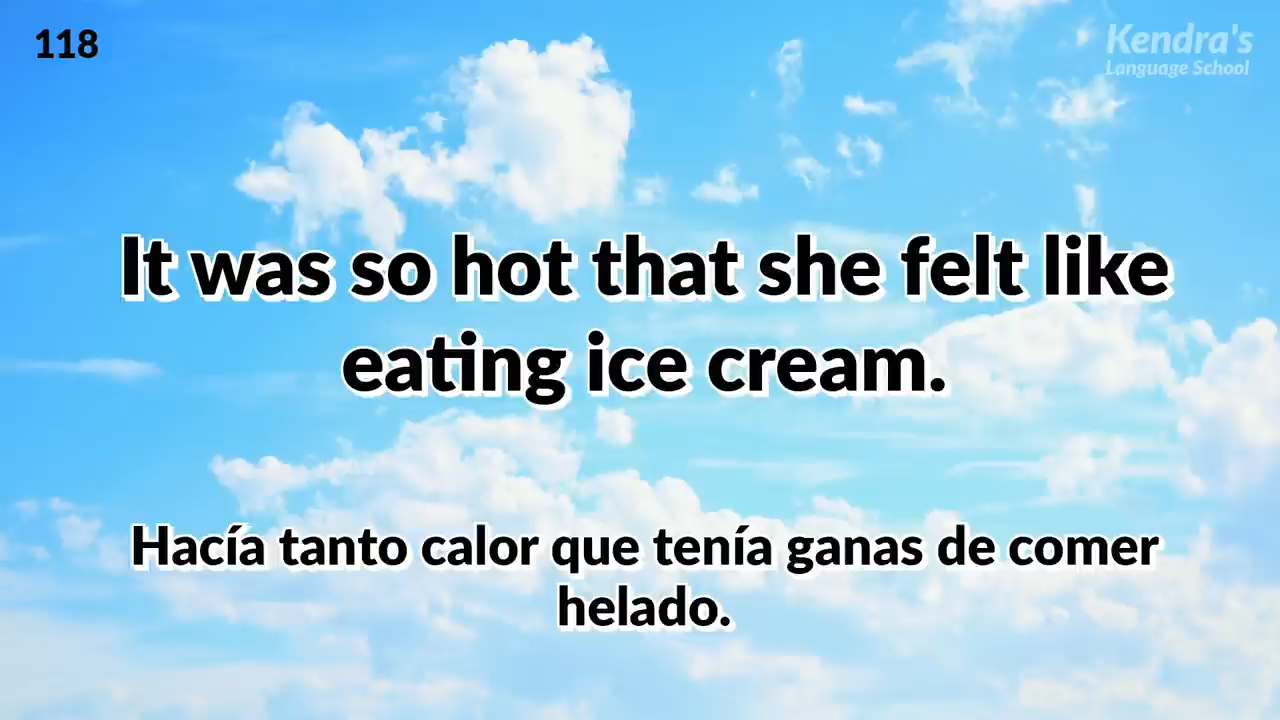 118
Kendra's
Language School
It was so hot that she felt like
eating ice cream.
Hacía tanto calor que tenía ganas de comer
helado.